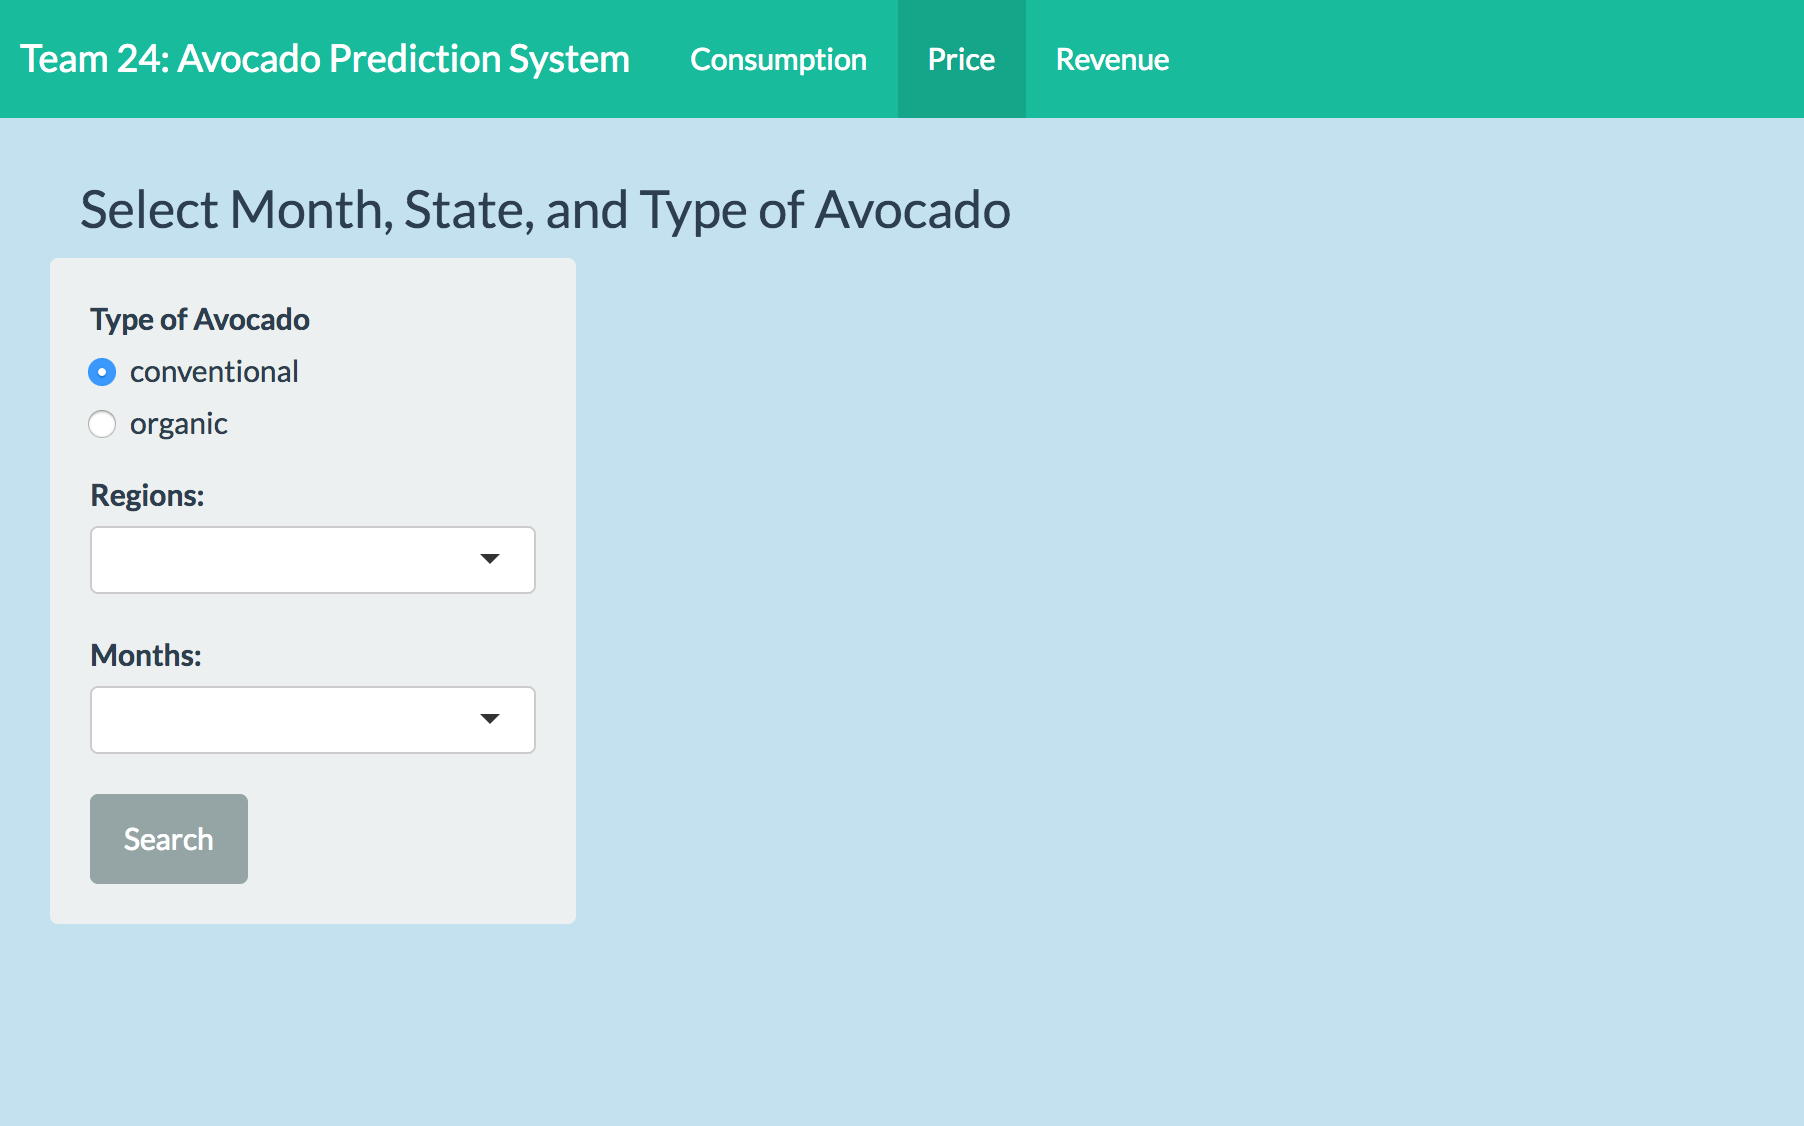 Team 24: Avocado Prediction System Consumption Price Revenue
Select Month, State, and Type of Avocado
Type of Avocado
conventional
organic
Regions:
Months:
Search